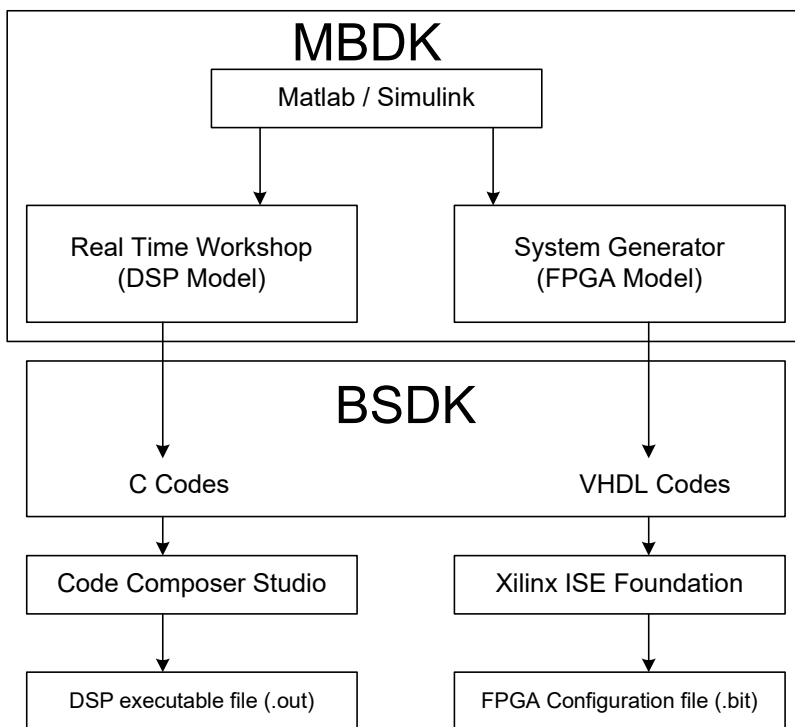 MBDK
Matlab / Simulink
Real Time Workshop
(DSP Model)
System Generator
(FPGA Model)
BSDK
C Codes
VHDL Codes
Code Composer Studio
Xilinx ISE Foundation
DSP executable file (.out)
FPGA Configuration file (.bit)